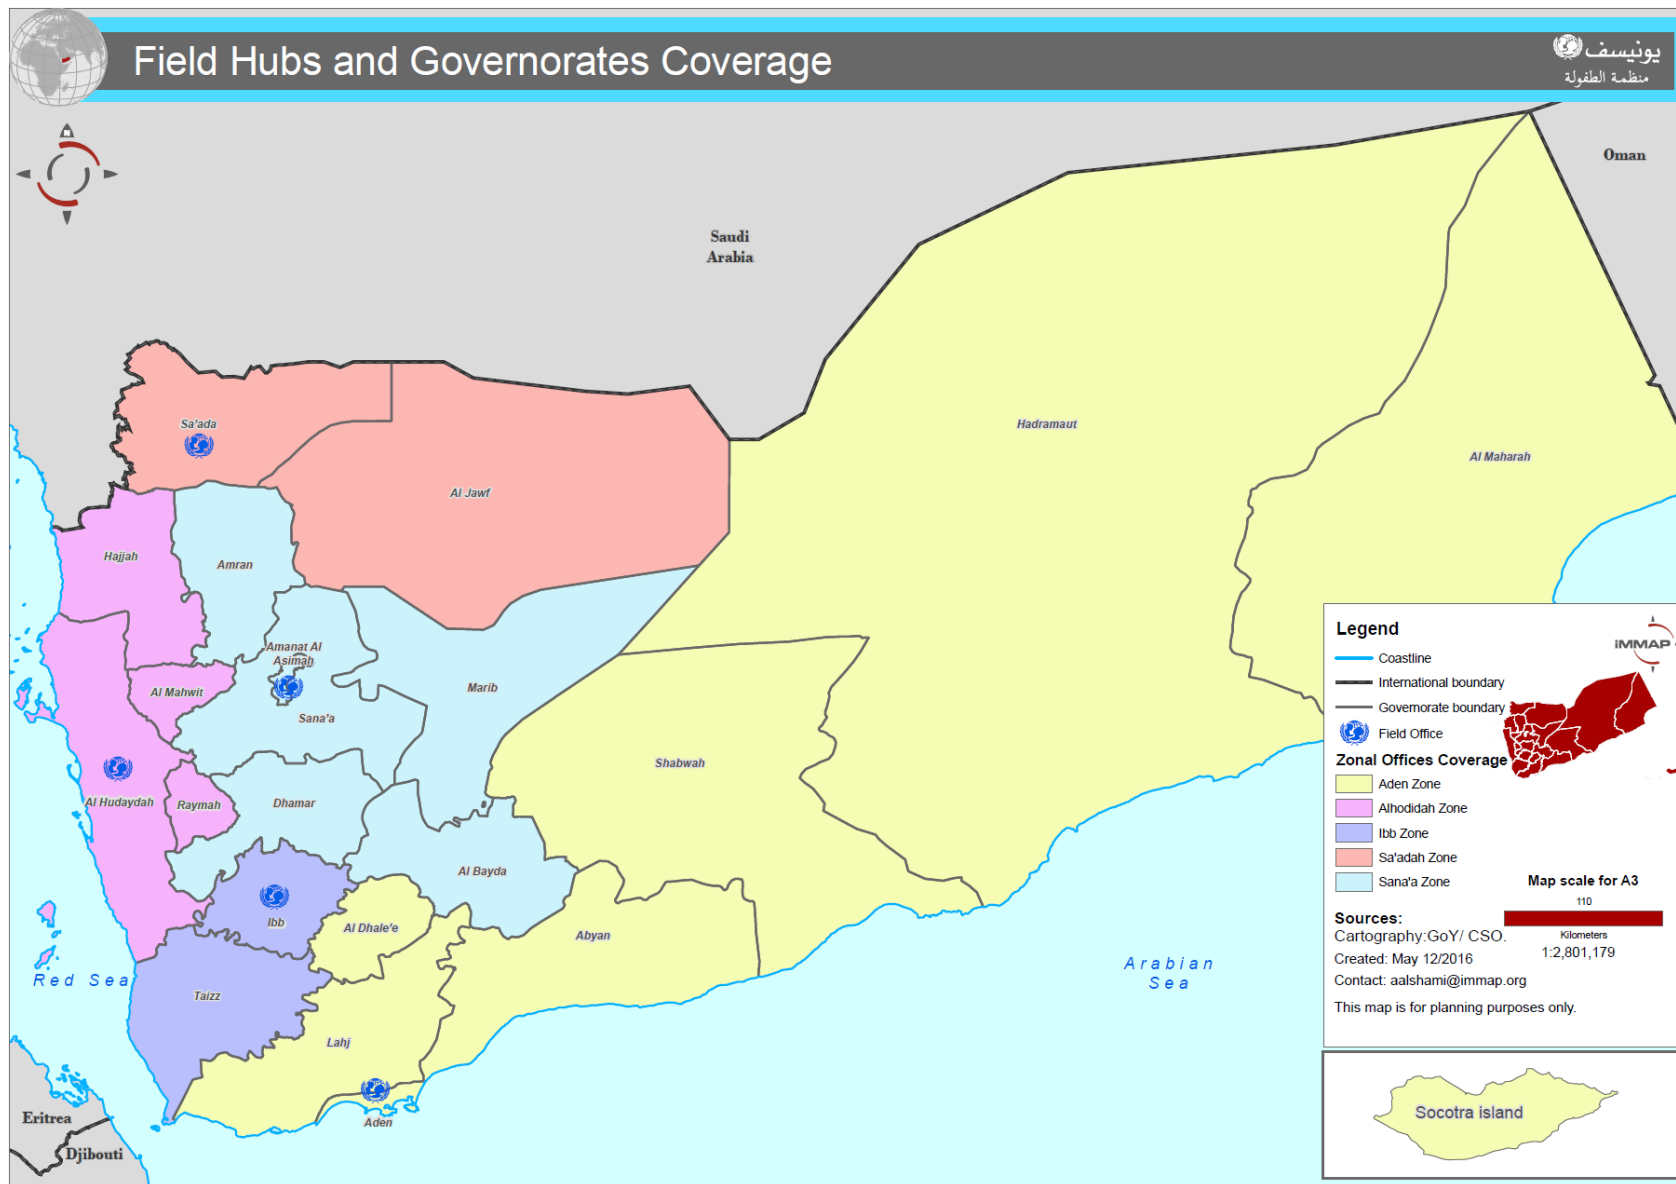 Field Hubs and Governorates Coverage
يونيسف
منظمة الطفولة
N
Oman
Saudi
Arabia
Sa'ada
Hadramaut
Al Maharah
Al Jawf
Hajjah
Amran
Amanat Al
Asimah
Al Mahwit
Marib
Sana'a
Shabwah
Al Hudaydah
Raymah
Dhamar
Al Bayda
Ibb
Al Dhale'e
Abyan
Taizz
Lahj
Aden
Red Sea
Arabian
Sea
Eritrea
Djibouti
Legend
iMMAP
Coastline
International boundary
Governorate boundary
Field Office
Zonal Offices Coverage
Aden Zone
Alhodidah Zone
Ibb Zone
Sa'adah Zone
Sana'a Zone
Map scale for A3
110
Kilometers
1:2,801,179
Sources:
Cartography:GoY/ CSO.
Created: May 12/2016
Contact: aalshami@immap.org
This map is for planning purposes only.
Socotra island